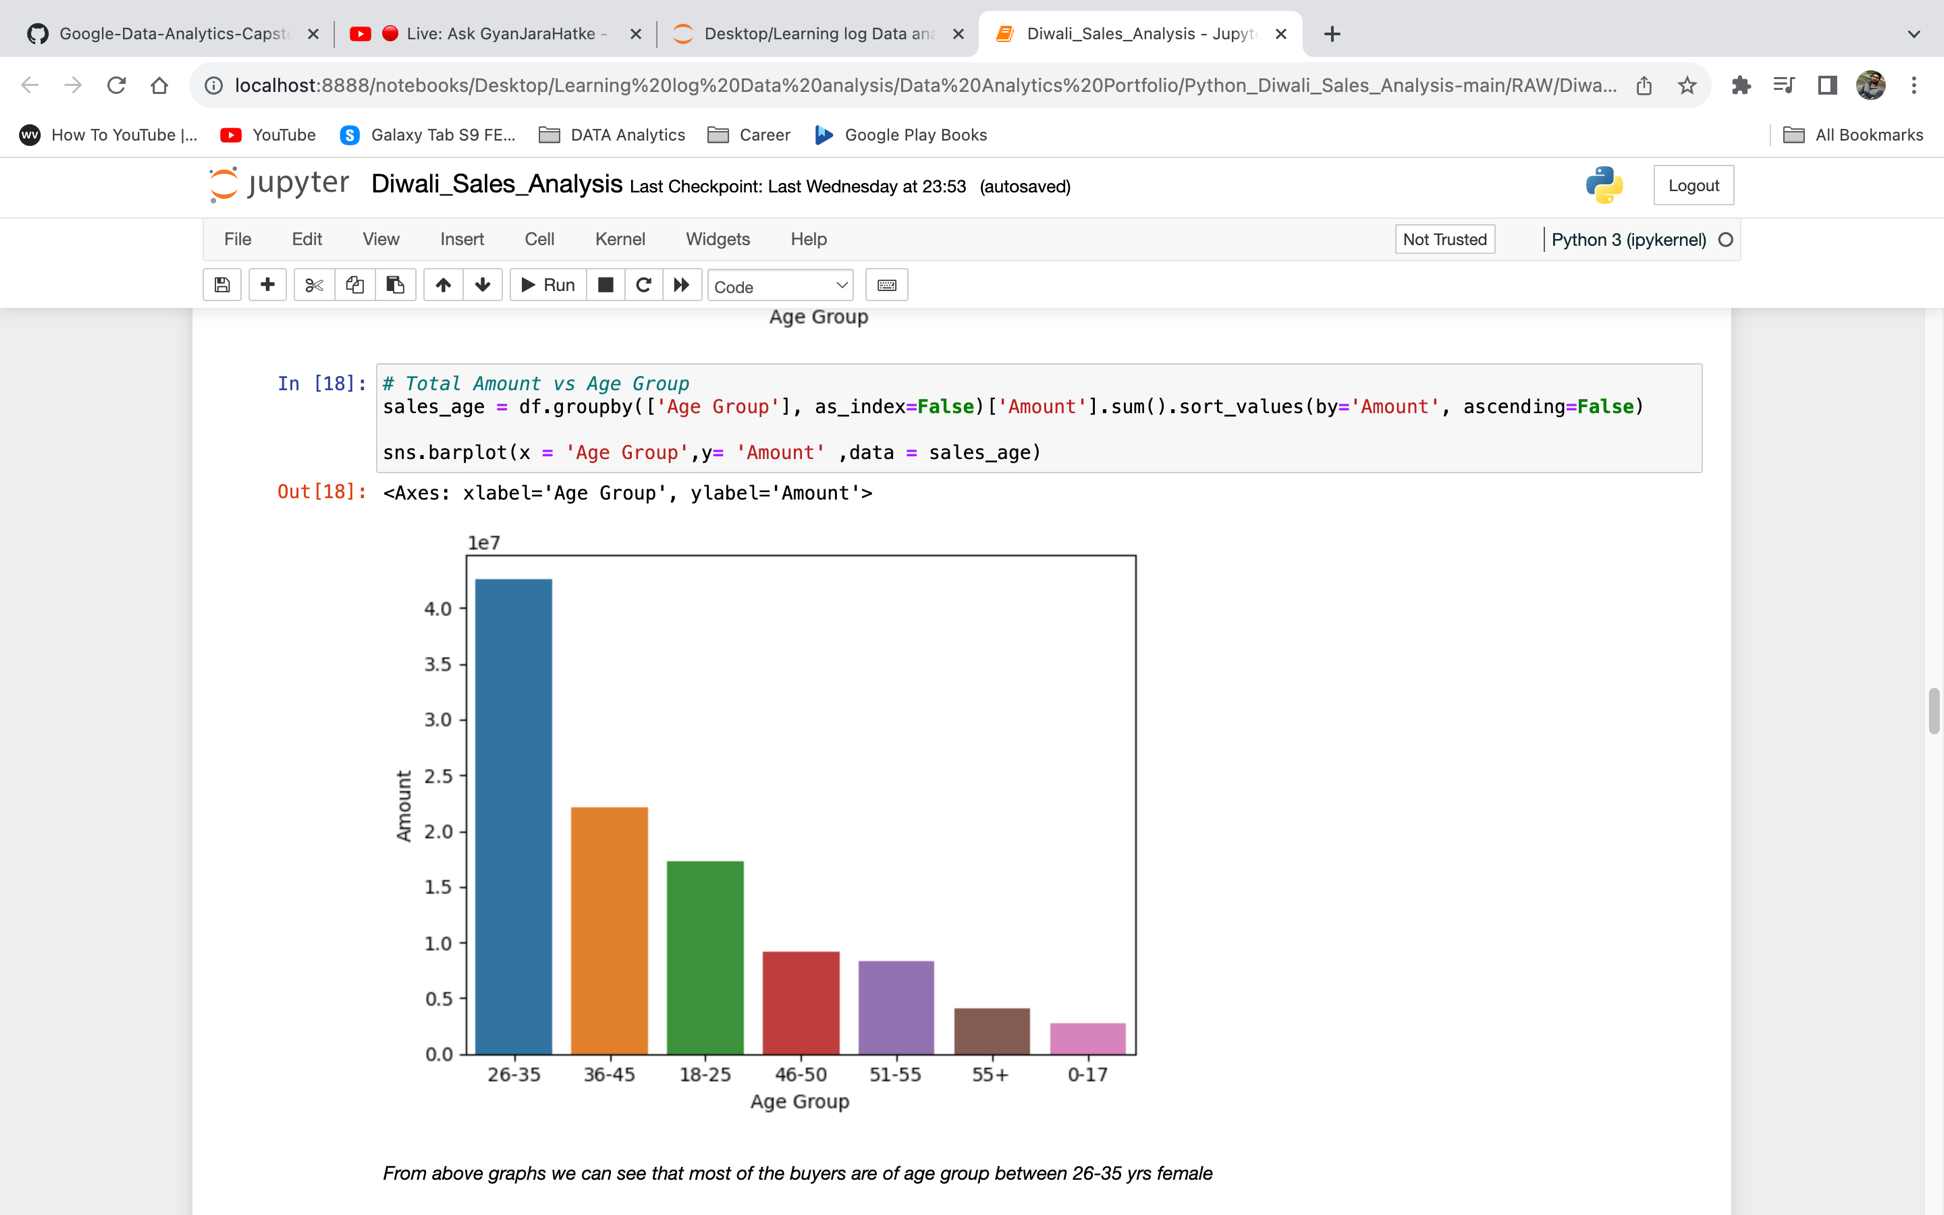 Google-Data-Analytics-Capst
Live: Ask GyanJaraHatke -
Desktop/Learning log Data ana
Diwali_Sales_Analysis - Jupyt
localhost:8888/notebooks/Desktop/Learning%20log%20Data%20analysis/Data%20Analytics%20Portfolio/Python_Diwali_Sales_Analysis-main/RAW/Diwa...
WV How To YouTube |...
YouTube
S Galaxy Tab S9 FE...
DATA Analytics
Career
Google Play Books
All Bookmarks
jupyter Diwali_Sales_Analysis Last Checkpoint: Last Wednesday at 23:53 (autosaved)
Logout
File Edit View Insert Cell Kernel Widgets Help
Not Trusted
Python 3 (ipykernel)
Run
Code
Age Group
In [18]: # Total Amount vs Age Group
sales_age = df.groupby(['Age Group'], as_index=False)['Amount'].sum().sort_values(by='Amount', ascending=False)
sns.barplot(x = 'Age Group',y= 'Amount' ,data = sales_age)
Out[18]: <Axes: xlabel='Age Group', ylabel='Amount'>
1e7
4.0
3.5
3.0
2.5
2.0
1.5
1.0
0.5
0.0
Amount
26-35 36-45 18-25 46-50 51-55 55+ 0-17
Age Group
From above graphs we can see that most of the buyers are of age group between 26-35 yrs female